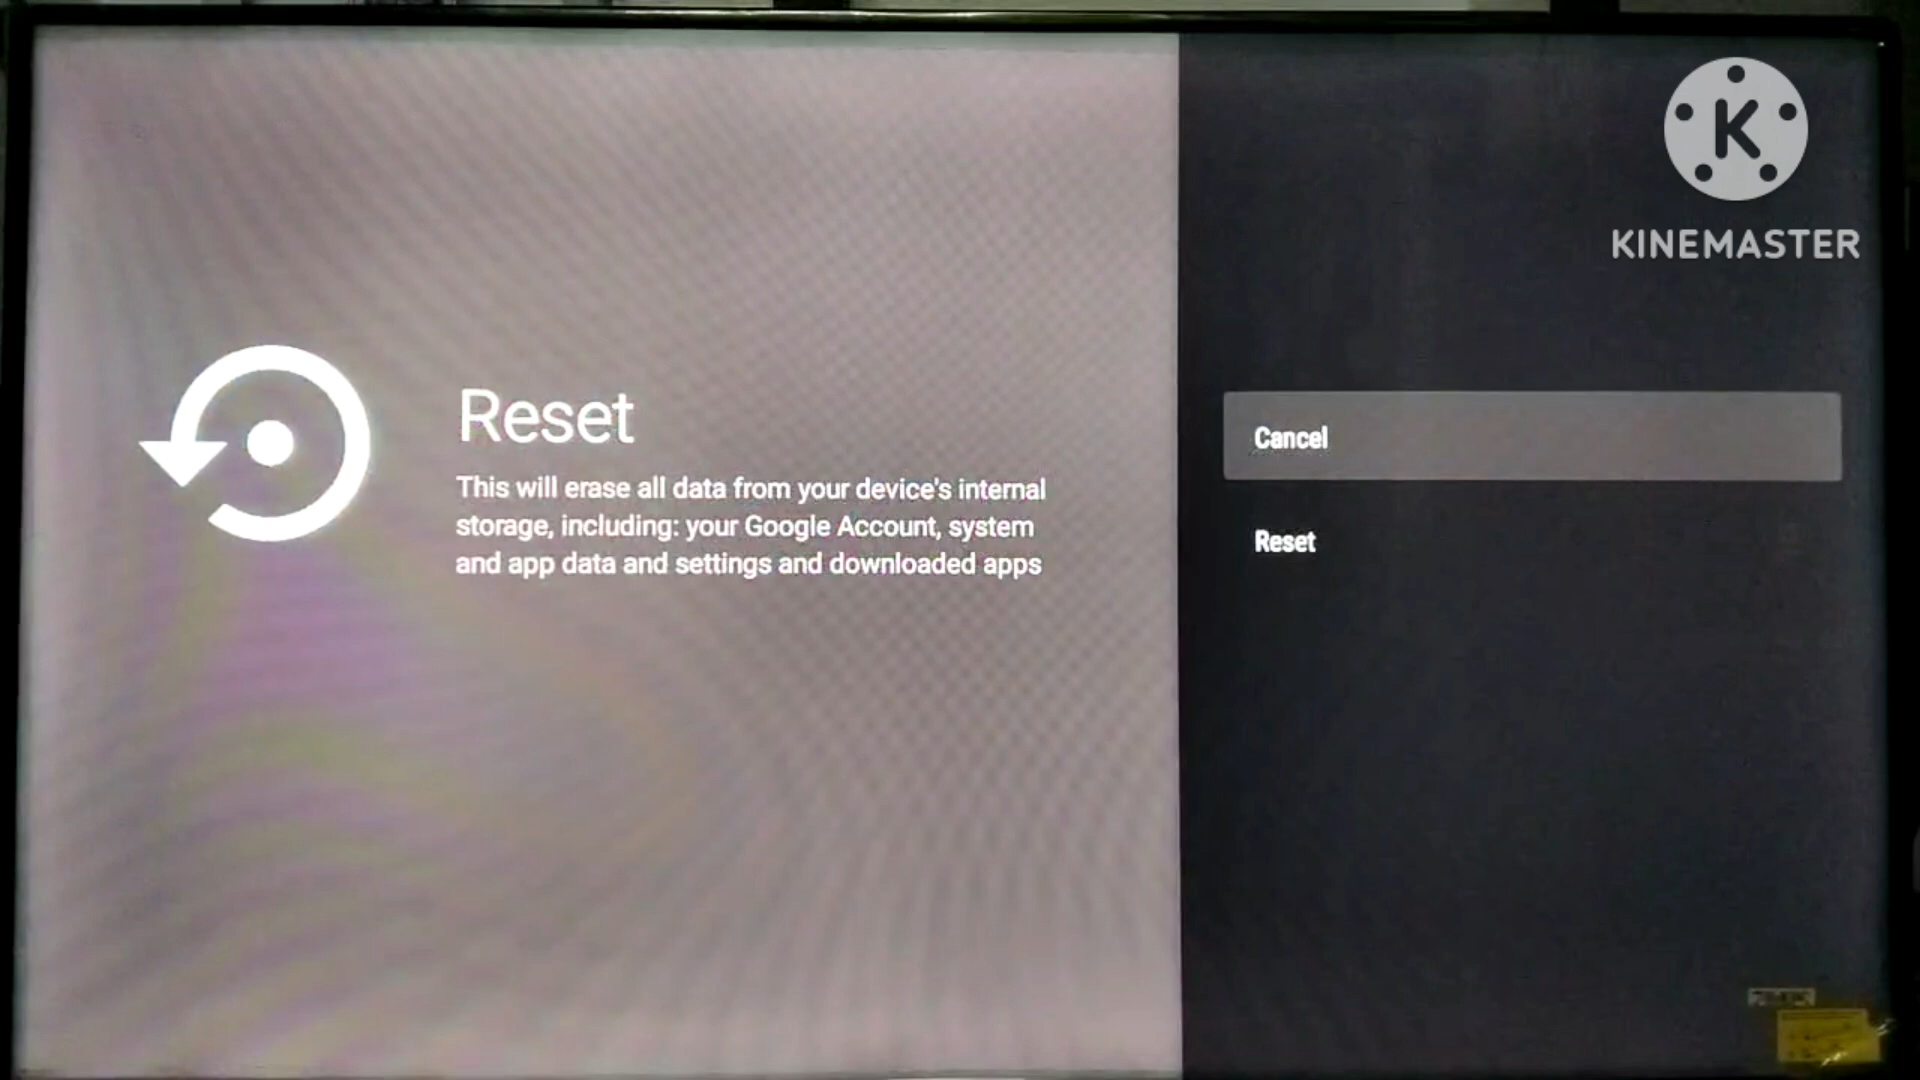 Reset
This will erase all data from your device's internal
storage, including: your Google Account, system
and app data and settings and downloaded apps
Cancel
Reset
K
KINEMASTER